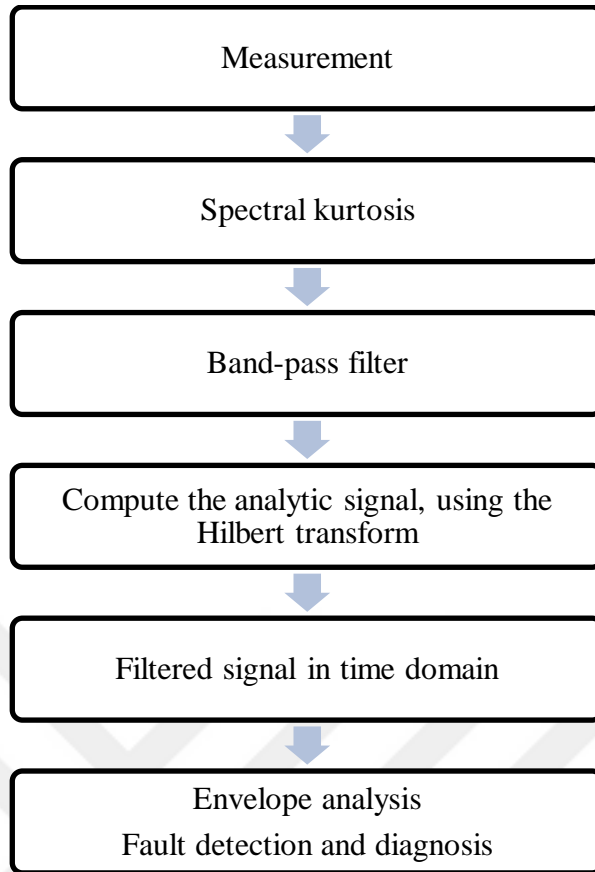 Measurement
Spectral kurtosis
Band-pass filter
Compute the analytic signal, using the
Hilbert transform
Filtered signal in time domain
Envelope analysis
Fault detection and diagnosis